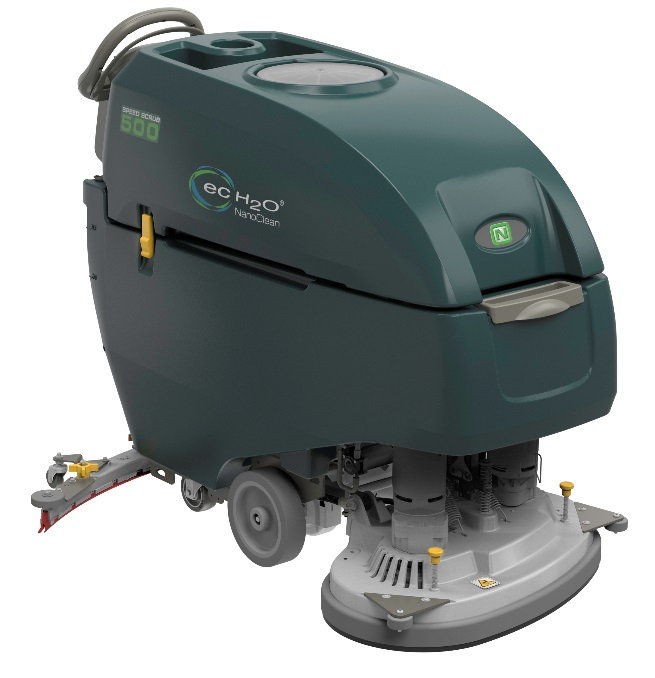 SPEED SCRUB
500
ec H2O
NanoClean
N